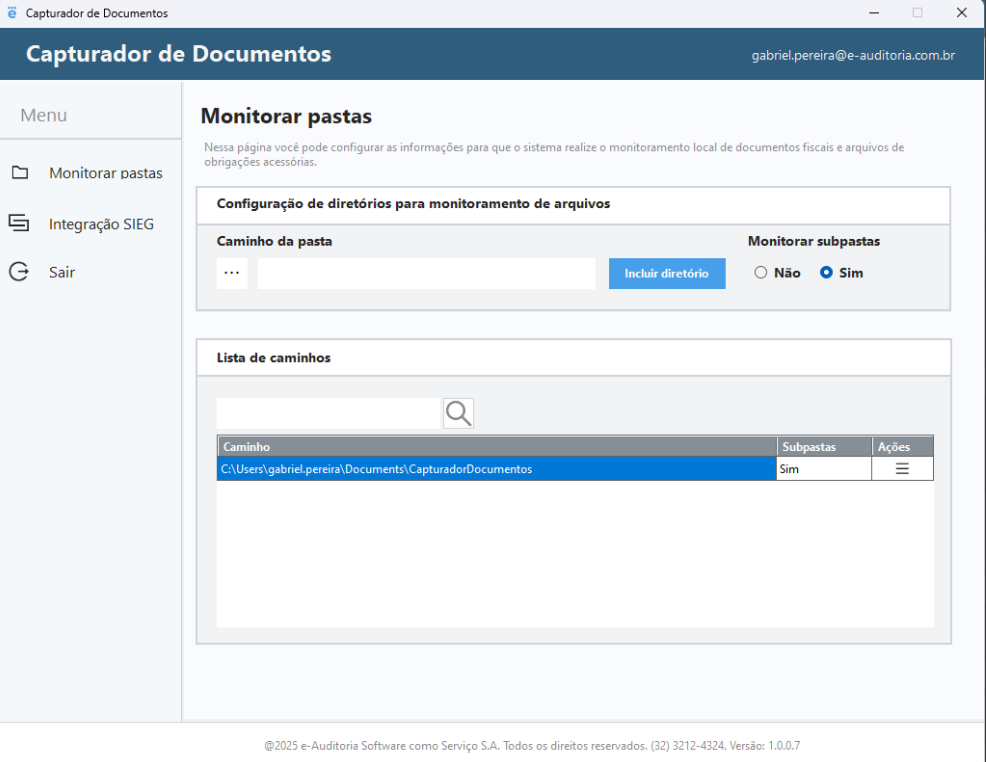 Capturador de Documentos
Capturador de Documentos
gabriel.pereira@e-auditoria.com.br
Menu
Monitorar pastas
Integração SIEG
Sair
Monitorar pastas
Nessa página você pode configurar as informações para que o sistema realize o monitoramento local de documentos fiscais e arquivos de
obrigações acessórias.
Configuração de diretórios para monitoramento de arquivos
Caminho da pasta
Monitorar subpastas
...
Incluir diretório
Não
Sim
Lista de caminhos
Caminho Subpastas Ações
C:\Users\gabriel.pereira\Documents\CapturadorDocumentos Sim
@2025 e-Auditoria Software como Serviço S.A. Todos os direitos reservados. (32) 3212-4324. Versão: 1.0.0.7